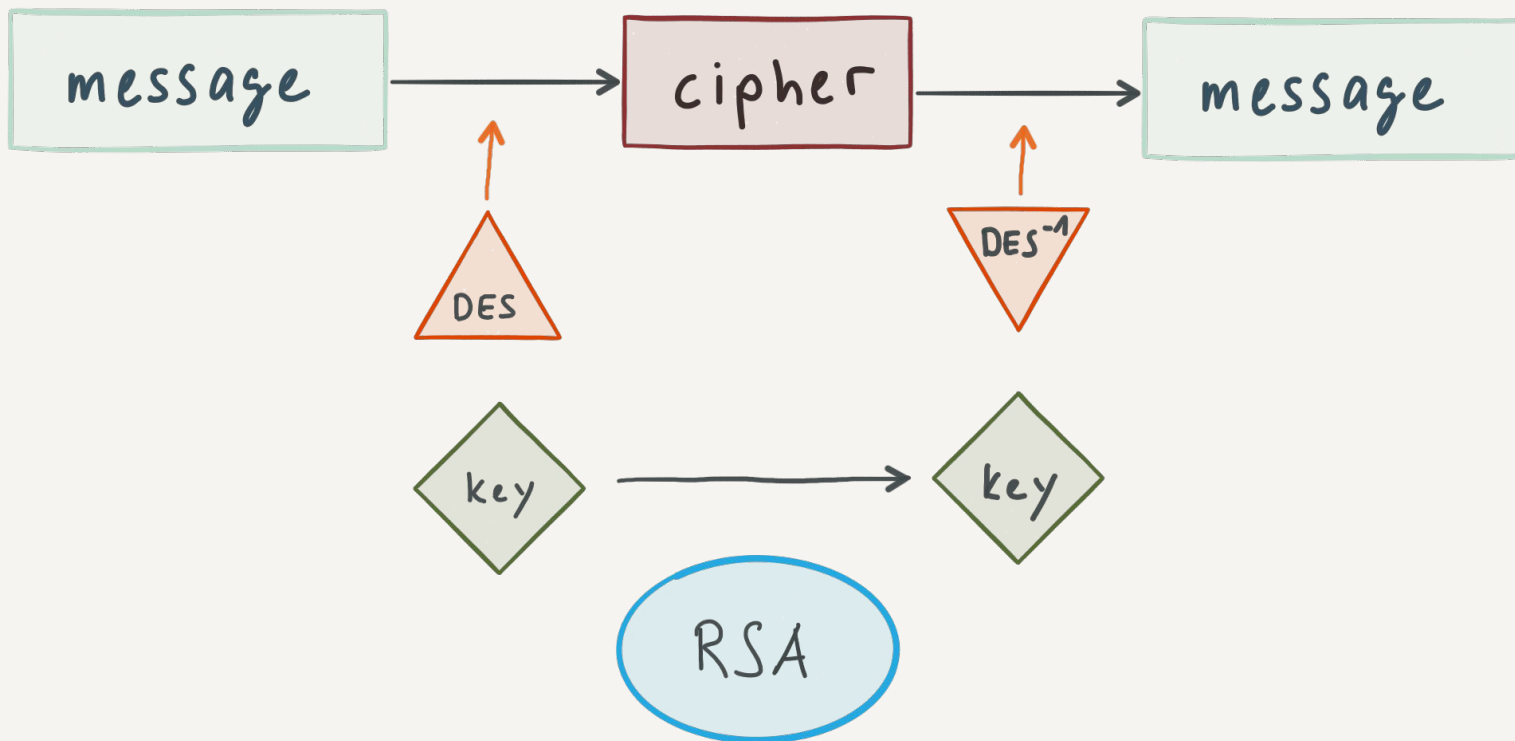 message
cipher
message
DES
DES⁻¹
key
key
RSA